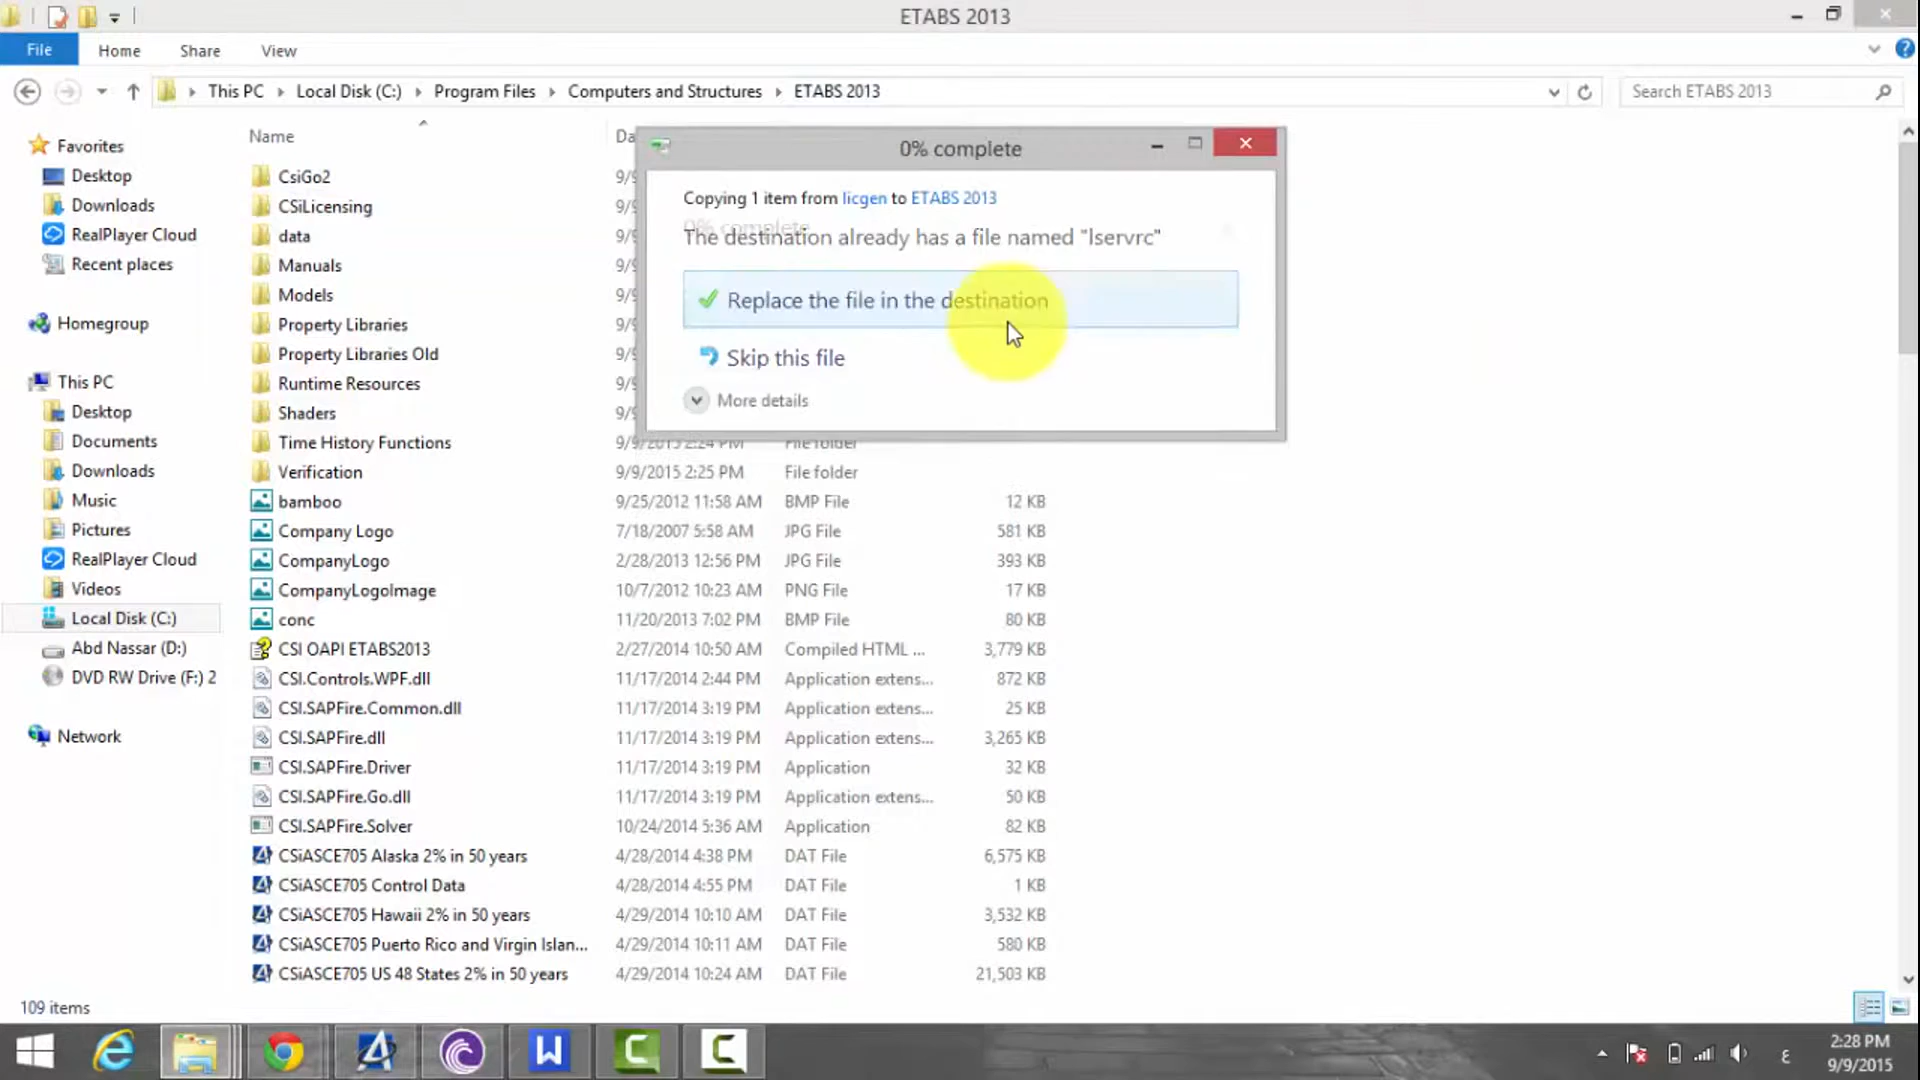 ETABS 2013
File Home Share View
This PC Local Disk (C:) Program Files Computers and Structures ETABS 2013
Search ETABS 2013
Name
Favorites
Desktop
Downloads
RealPlayer Cloud
Recent places
Homegroup
This PC
Desktop
Documents
Downloads
Music
Pictures
RealPlayer Cloud
Videos
Local Disk (C:)
Abd Nassar (D:)
DVD RW Drive (F:) 2
Network
CsiGo2
CSiLicensing
data
Manuals
Models
Property Libraries
Property Libraries Old
Runtime Resources
Shaders
Time History Functions 9/9/2015 2:24 PM File folder
Verification 9/9/2015 2:25 PM File folder
bamboo 9/25/2012 11:58 AM BMP File 12 KB
Company Logo 7/18/2007 5:58 AM JPG File 581 KB
CompanyLogo 2/28/2013 12:56 PM JPG File 393 KB
CompanyLogoImage 10/7/2012 10:23 AM PNG File 17 KB
conc 11/20/2013 7:02 PM BMP File 80 KB
CSI OAPI ETABS2013 2/27/2014 10:50 AM Compiled HTML ... 3,779 KB
CSI.Controls.WPF.dll 11/17/2014 2:44 PM Application extens... 872 KB
CSI.SAPFire.Common.dll 11/17/2014 3:19 PM Application extens... 25 KB
CSI.SAPFire.dll 11/17/2014 3:19 PM Application extens... 3,265 KB
CSI.SAPFire.Driver 11/17/2014 3:19 PM Application 32 KB
CSI.SAPFire.Go.dll 11/17/2014 3:19 PM Application extens... 50 KB
CSI.SAPFire.Solver 10/24/2014 5:36 AM Application 82 KB
CSiASCE705 Alaska 2% in 50 years 4/28/2014 4:38 PM DAT File 6,575 KB
CSiASCE705 Control Data 4/28/2014 4:55 PM DAT File 1 KB
CSiASCE705 Hawaii 2% in 50 years 4/29/2014 10:10 AM DAT File 3,532 KB
CSiASCE705 Puerto Rico and Virgin Islan... 4/29/2014 10:11 AM DAT File 580 KB
CSiASCE705 US 48 States 2% in 50 years 4/29/2014 10:24 AM DAT File 21,503 KB
0% complete
Copying 1 item from licgen to ETABS 2013
0% complete
The destination already has a file named "lservrc"
Replace the file in the destination
Skip this file
More details
109 items
ع
2:28 PM
9/9/2015